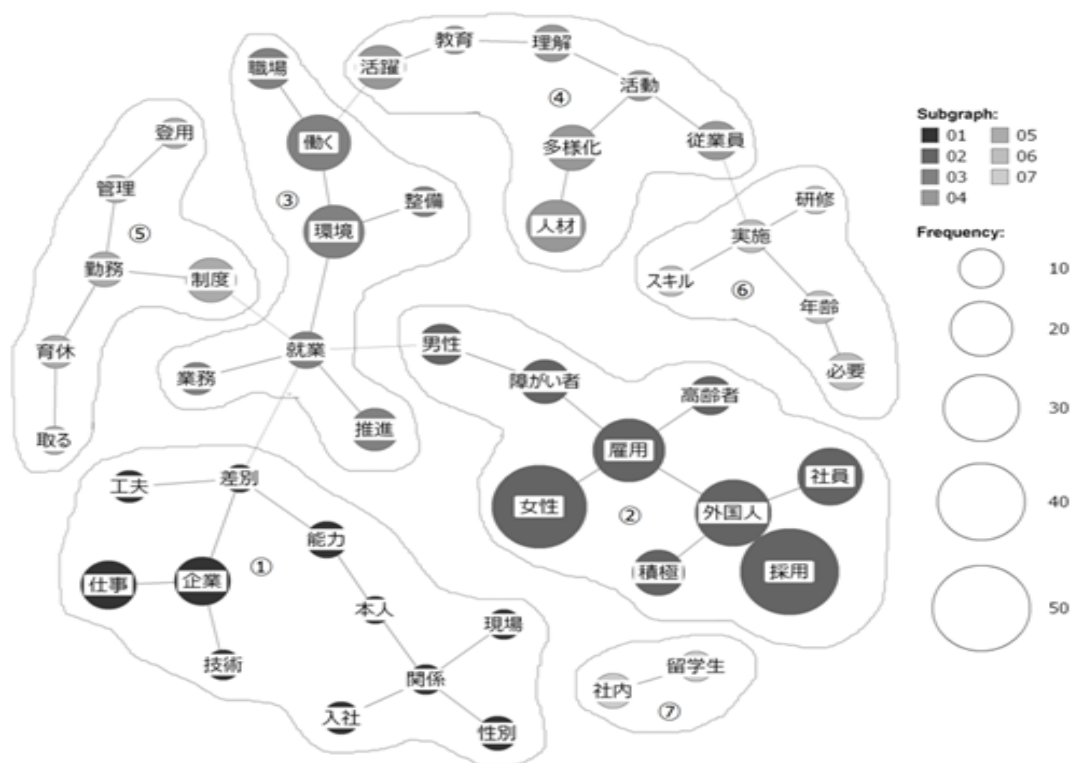 職場
活躍
教育
理解
活動
従業員
多様化
④
人材
働く
③
環境
整備
登用
管理
⑤
勤務
制度
育休
取る
就業
業務
推進
研修
実施
スキル
⑥
年齢
必要
男性
障がい者
高齢者
雇用
女性
②
外国人
社員
積極
採用
工夫
差別
能力
仕事
企業
①
技術
本人
現場
関係
入社
性別
社内
留学生
⑦
Subgraph:
01
02
03
04
05
06
07
Frequency:
10
20
30
40
50